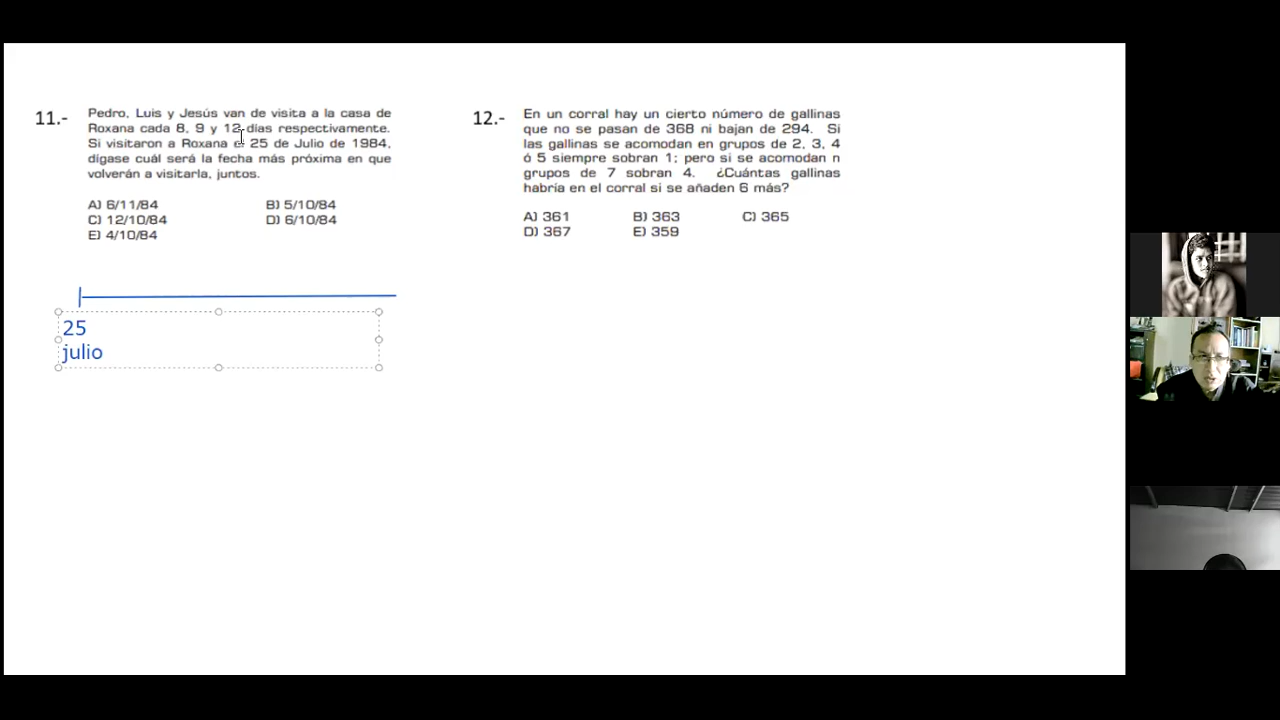 11.-
Pedro, Luis y Jesús van de visita a la casa de
Roxana cada 8, 9 y 12 días respectivamente.
Si visitaron a Roxana e 25 de Julio de 1984,
dígase cuál será la fecha más próxima en que
volverán a visitarla, juntos.
A) 6/11/84 B) 5/10/84
C) 12/10/84 D) 6/10/84
E) 4/10/84
25
julio
12.-
En un corral hay un cierto número de gallinas
que no se pasan de 368 ni bajan de 294. Si
las gallinas se acomodan en grupos de 2, 3, 4
ó 5 siempre sobran 1; pero si se acomodan n
grupos de 7 sobran 4. ¿Cuántas gallinas
habría en el corral si se añaden 6 más?
A) 361 B) 363 C) 365
D) 367 E) 359